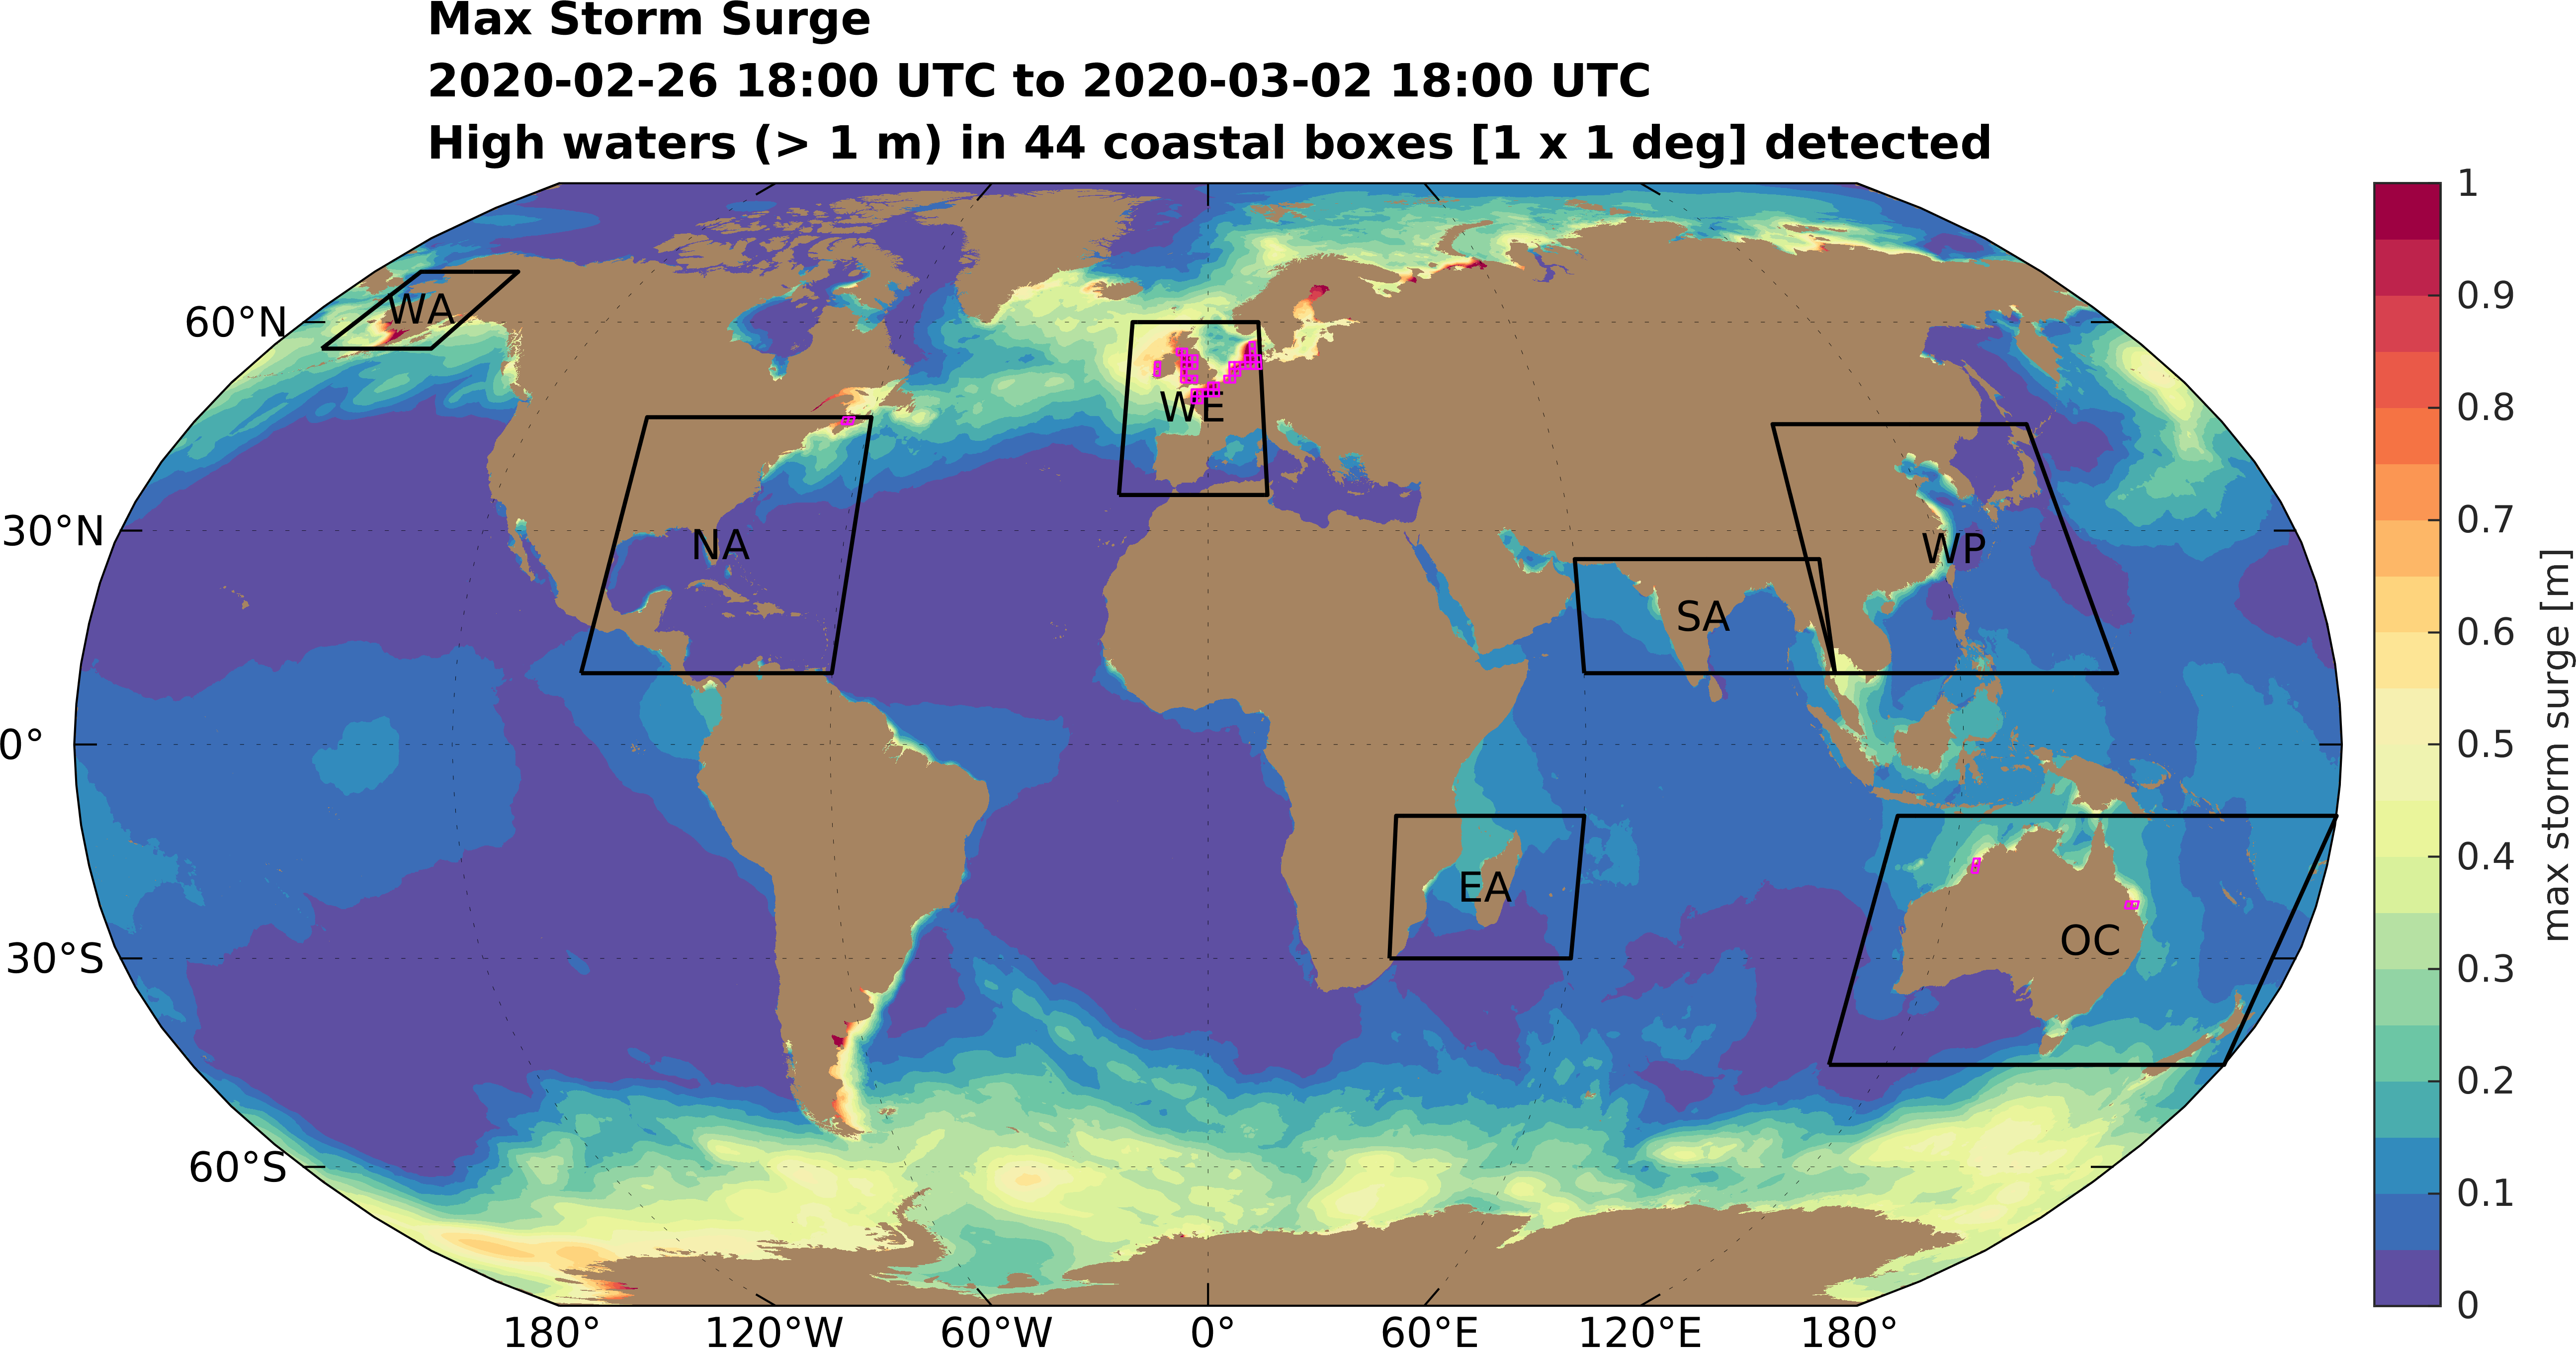 Max Storm Surge
2020-02-26 18:00 UTC to 2020-03-02 18:00 UTC
High waters (> 1 m) in 44 coastal boxes [1 x 1 deg] detected
60°N
30°N
0°
30°S
60°S
WA
NA
WE
SA
WP
EA
OC
180°
120°W
60°W
0°
60°E
120°E
180°
1
0.9
0.8
0.7
0.6
0.5
0.4
0.3
0.2
0.1
0
max storm surge [m]